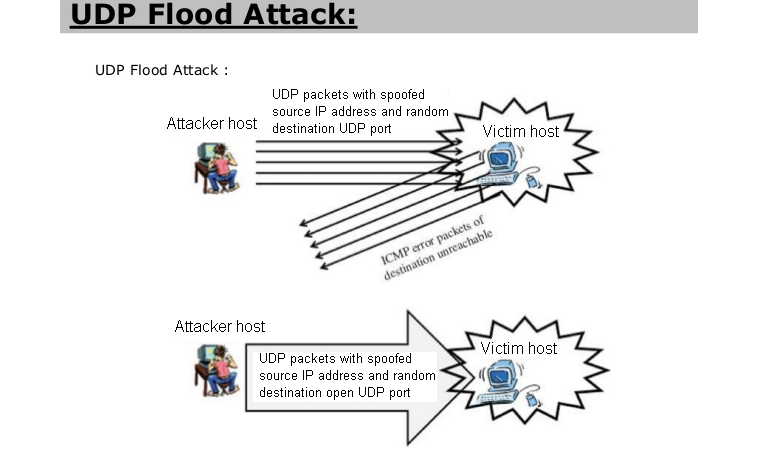 UDP Flood Attack:
UDP Flood Attack :
UDP packets with spoofed
source IP address and random
destination UDP port
Attacker host
Victim host
ICMP error packets of
destination unreachable
Attacker host
Victim host
UDP packets with spoofed
source IP address and random
destination open UDP port